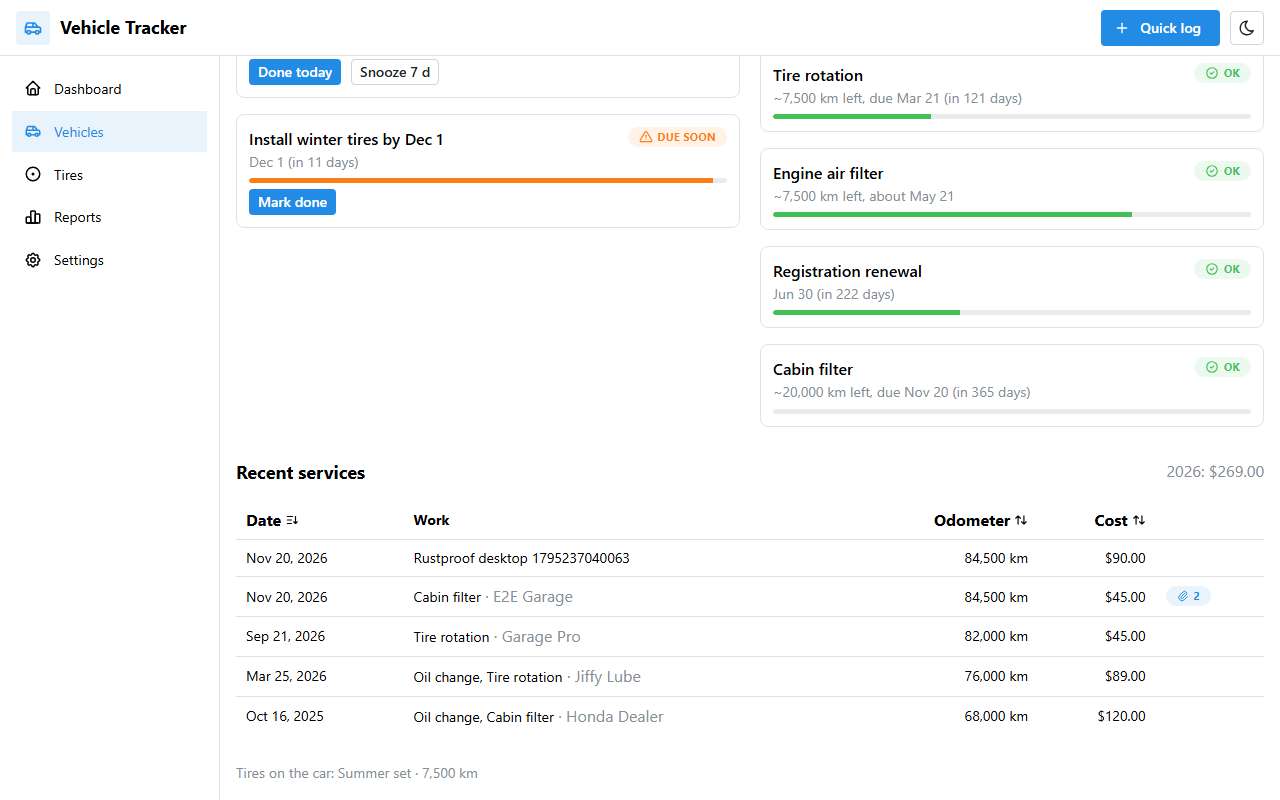 Vehicle Tracker
Quick log
Dashboard
Vehicles
Tires
Reports
Settings
Done today
Snooze 7 d
Install winter tires by Dec 1
DUE SOON
Dec 1 (in 11 days)
Mark done
Tire rotation
OK
~7,500 km left, due Mar 21 (in 121 days)
Engine air filter
OK
~7,500 km left, about May 21
Registration renewal
OK
Jun 30 (in 222 days)
Cabin filter
OK
~20,000 km left, due Nov 20 (in 365 days)
Recent services
2026: $269.00
Date Work Odometer Cost
Nov 20, 2026 Rustproof desktop 1795237040063 84,500 km $90.00
Nov 20, 2026 Cabin filter · E2E Garage 84,500 km $45.00 2
Sep 21, 2026 Tire rotation · Garage Pro 82,000 km $45.00
Mar 25, 2026 Oil change, Tire rotation · Jiffy Lube 76,000 km $89.00
Oct 16, 2025 Oil change, Cabin filter · Honda Dealer 68,000 km $120.00
Tires on the car: Summer set · 7,500 km